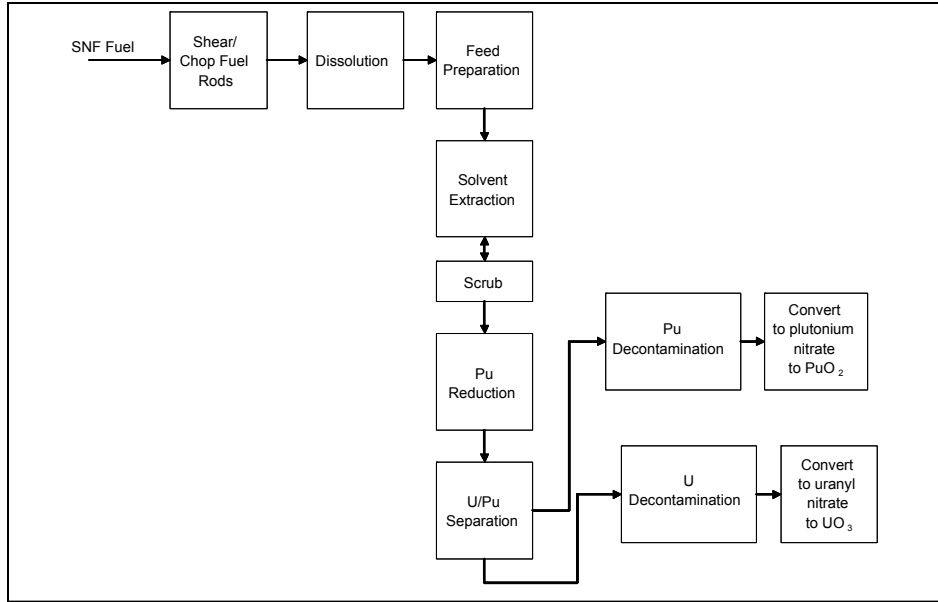 SNF Fuel
Shear/
Chop Fuel
Rods
Dissolution
Feed
Preparation
Solvent
Extraction
Scrub
Pu
Reduction
U/Pu
Separation
Pu
Decontamination
Convert
to plutonium
nitrate
to PuO₂
U
Decontamination
Convert
to uranyl
nitrate
to UO₃